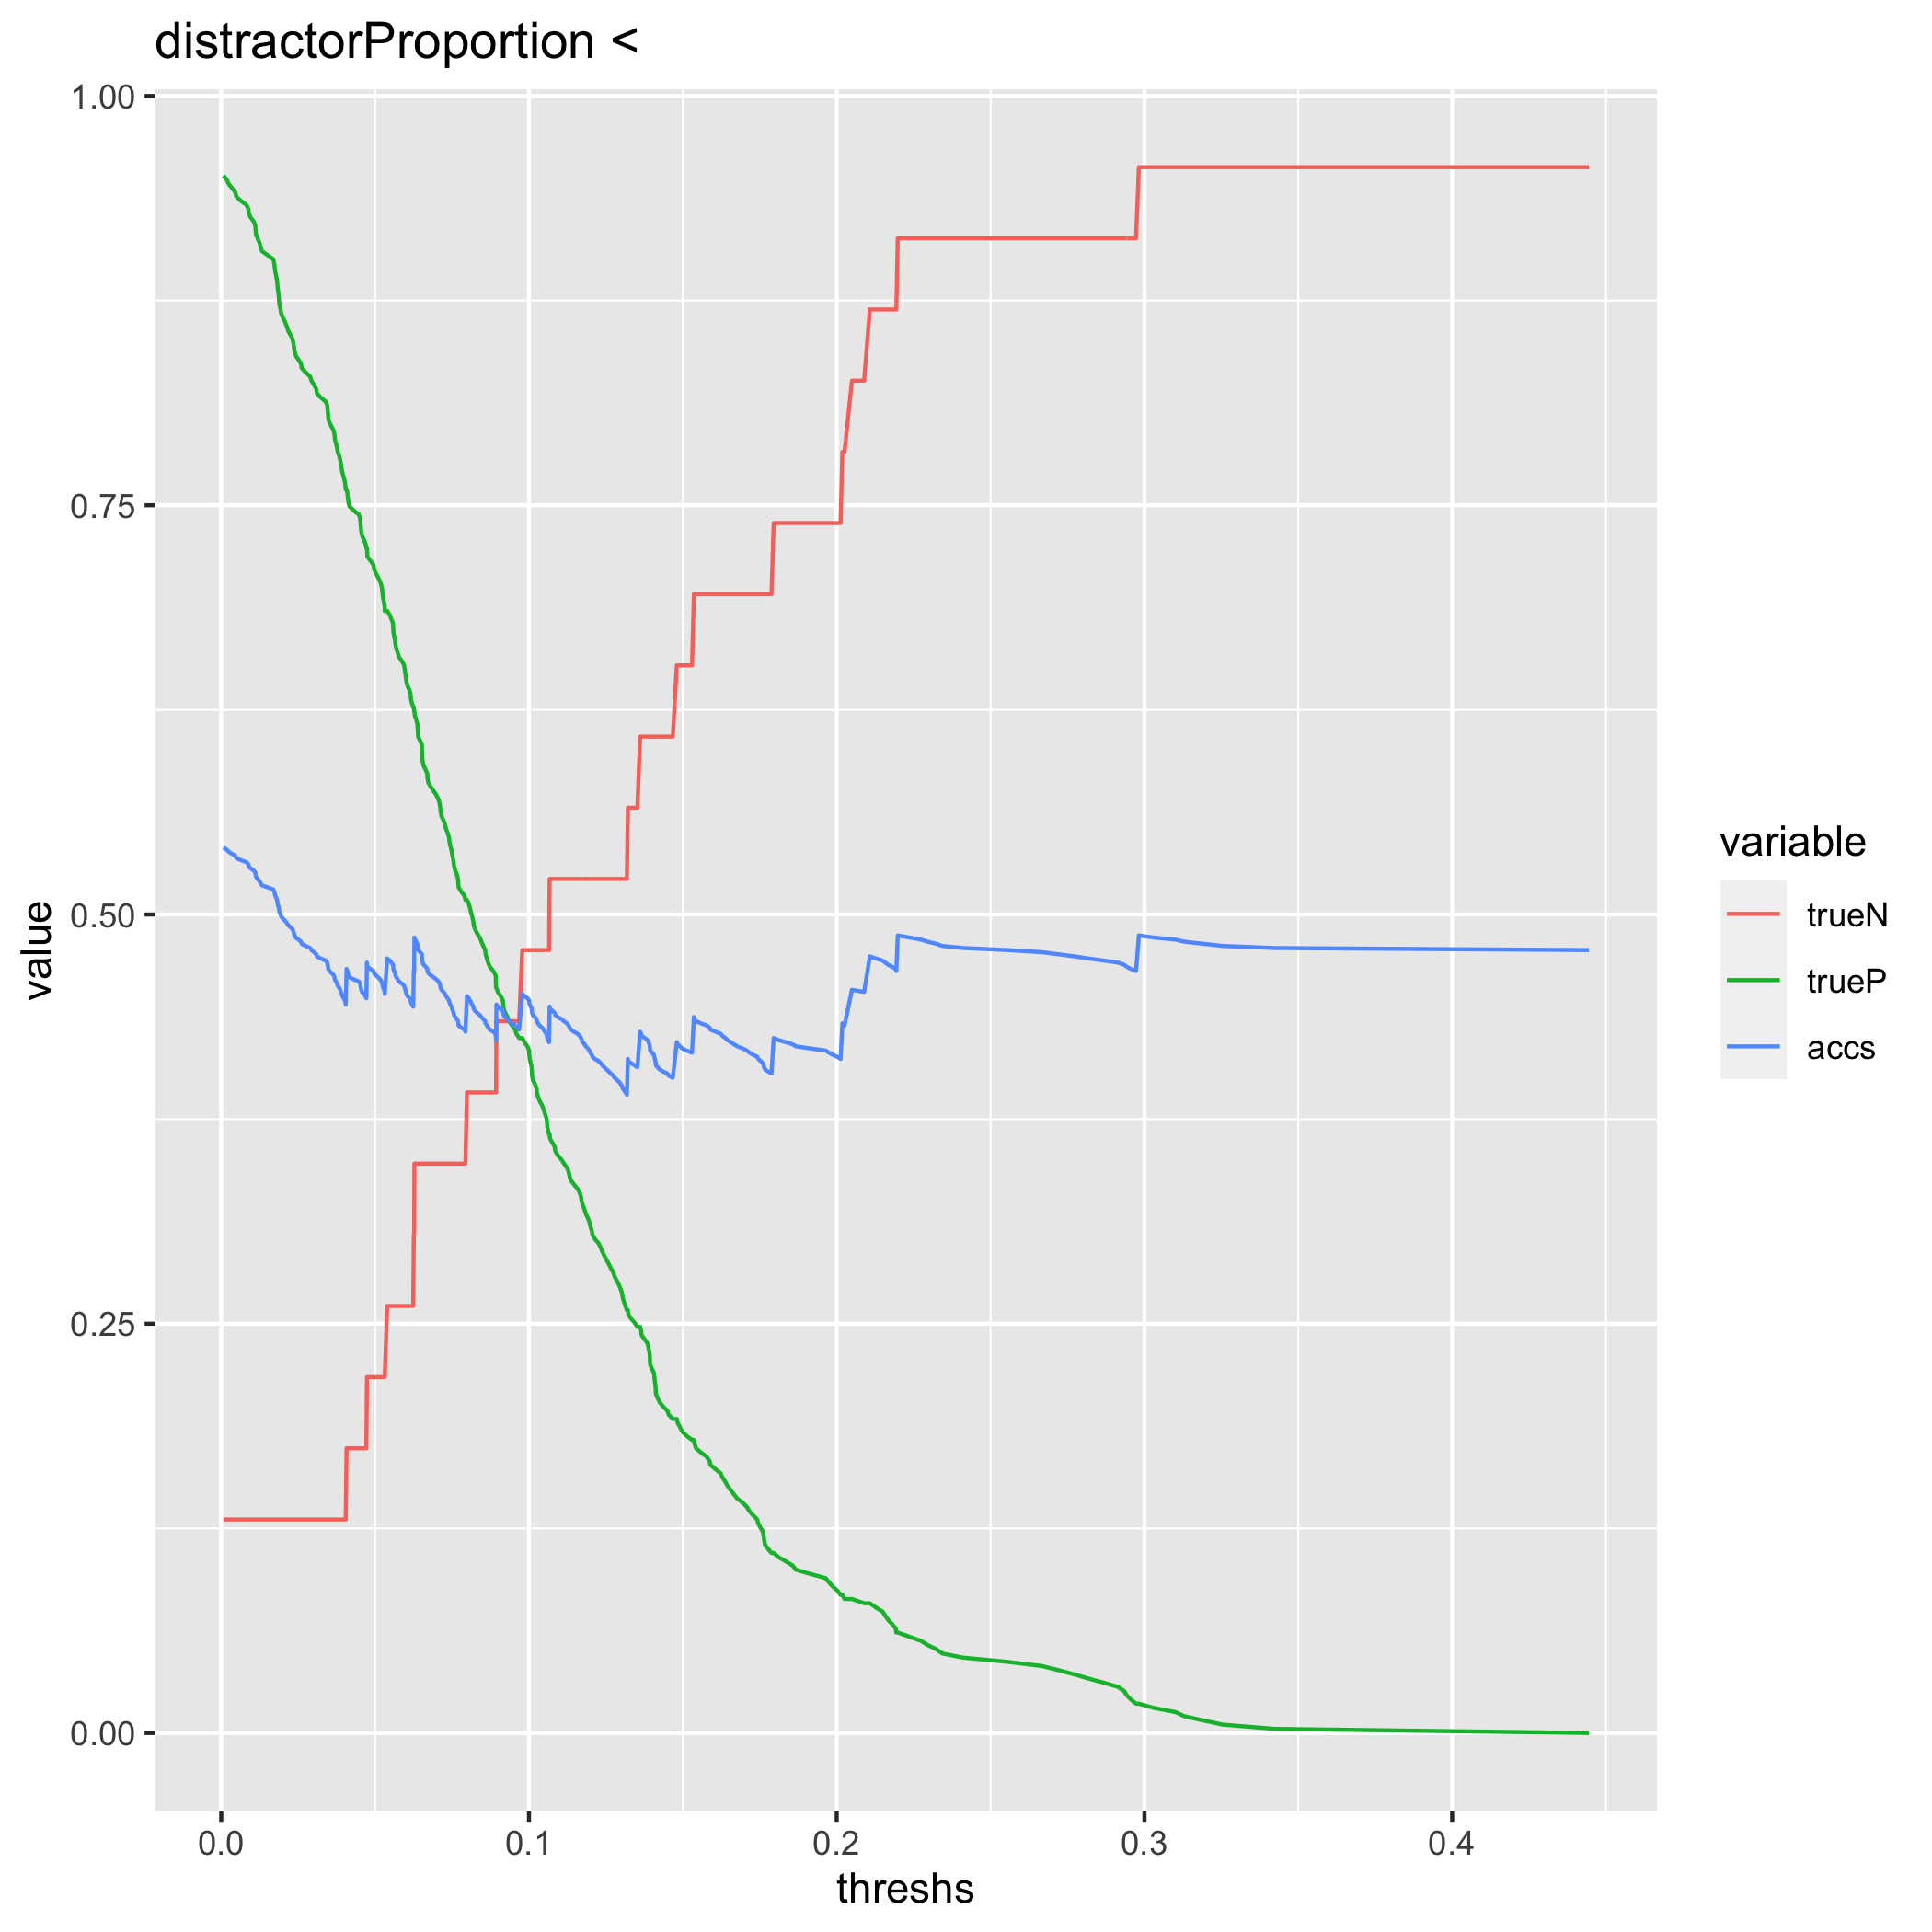 distractorProportion <
1.00
0.75
0.50
0.25
0.00
value
0.0 0.1 0.2 0.3 0.4
threshs
variable
trueN
trueP
accs